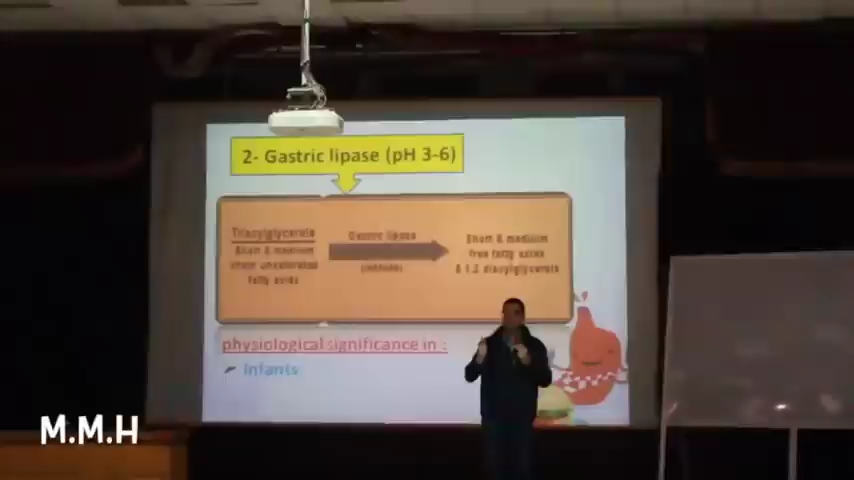 2- Gastric lipase (pH 3-6)
Triacylglycerols
Short & medium
chain unsaturated
fatty acids
Gastric lipase
Short & medium
free fatty acids
& 1,2 diacylglycerols
physiological significance in :
Infants
M.M.H